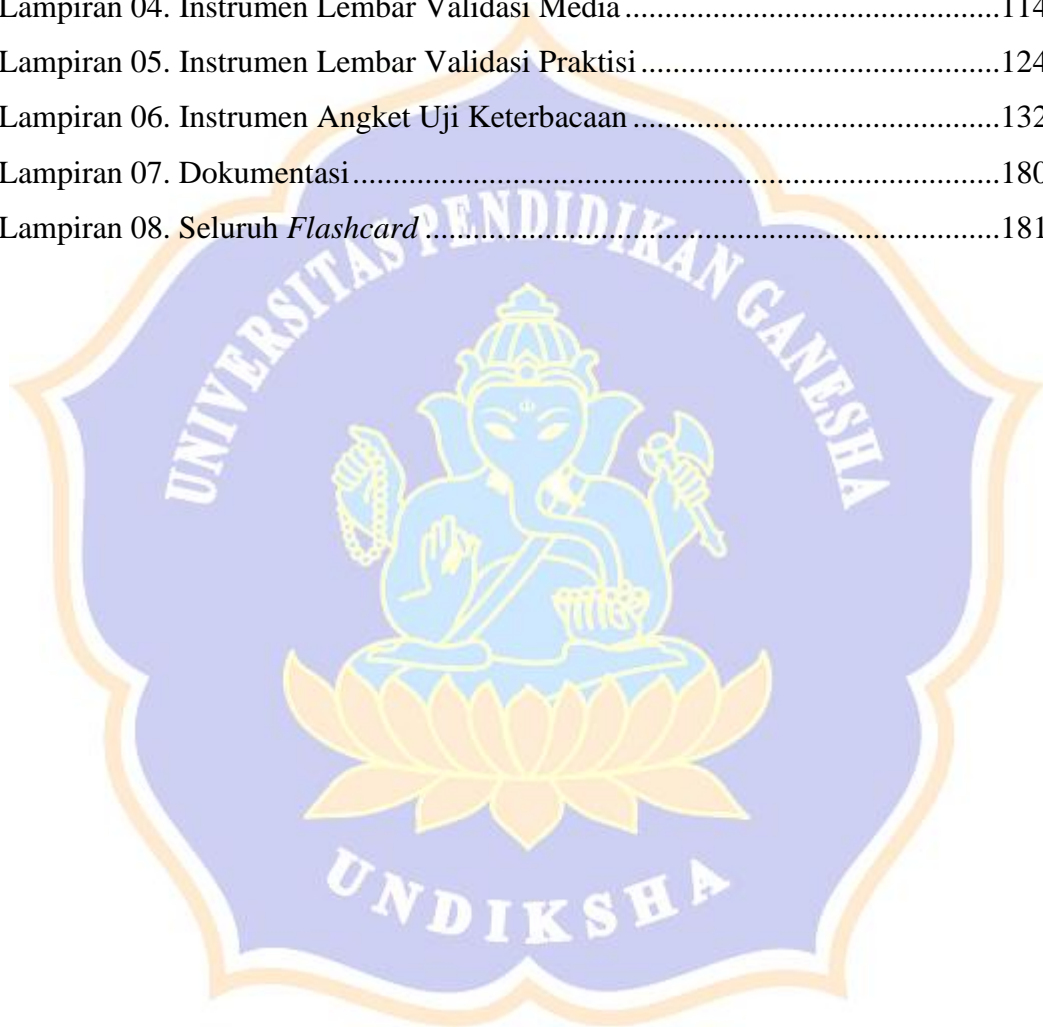 Lampiran 04. Instrumen Lembar Validasi Media.......................................................114
Lampiran 05. Instrumen Lembar Validasi Praktisi.....................................................124
Lampiran 06. Instrumen Angket Uji Keterbacaan......................................................132
Lampiran 07. Dokumentasi...............................................................................................180
Lampiran 08. Seluruh Flashcard.....................................................................................181
UNIVERSITAS PENDIDIKAN GANESHA
UNDIKSHA